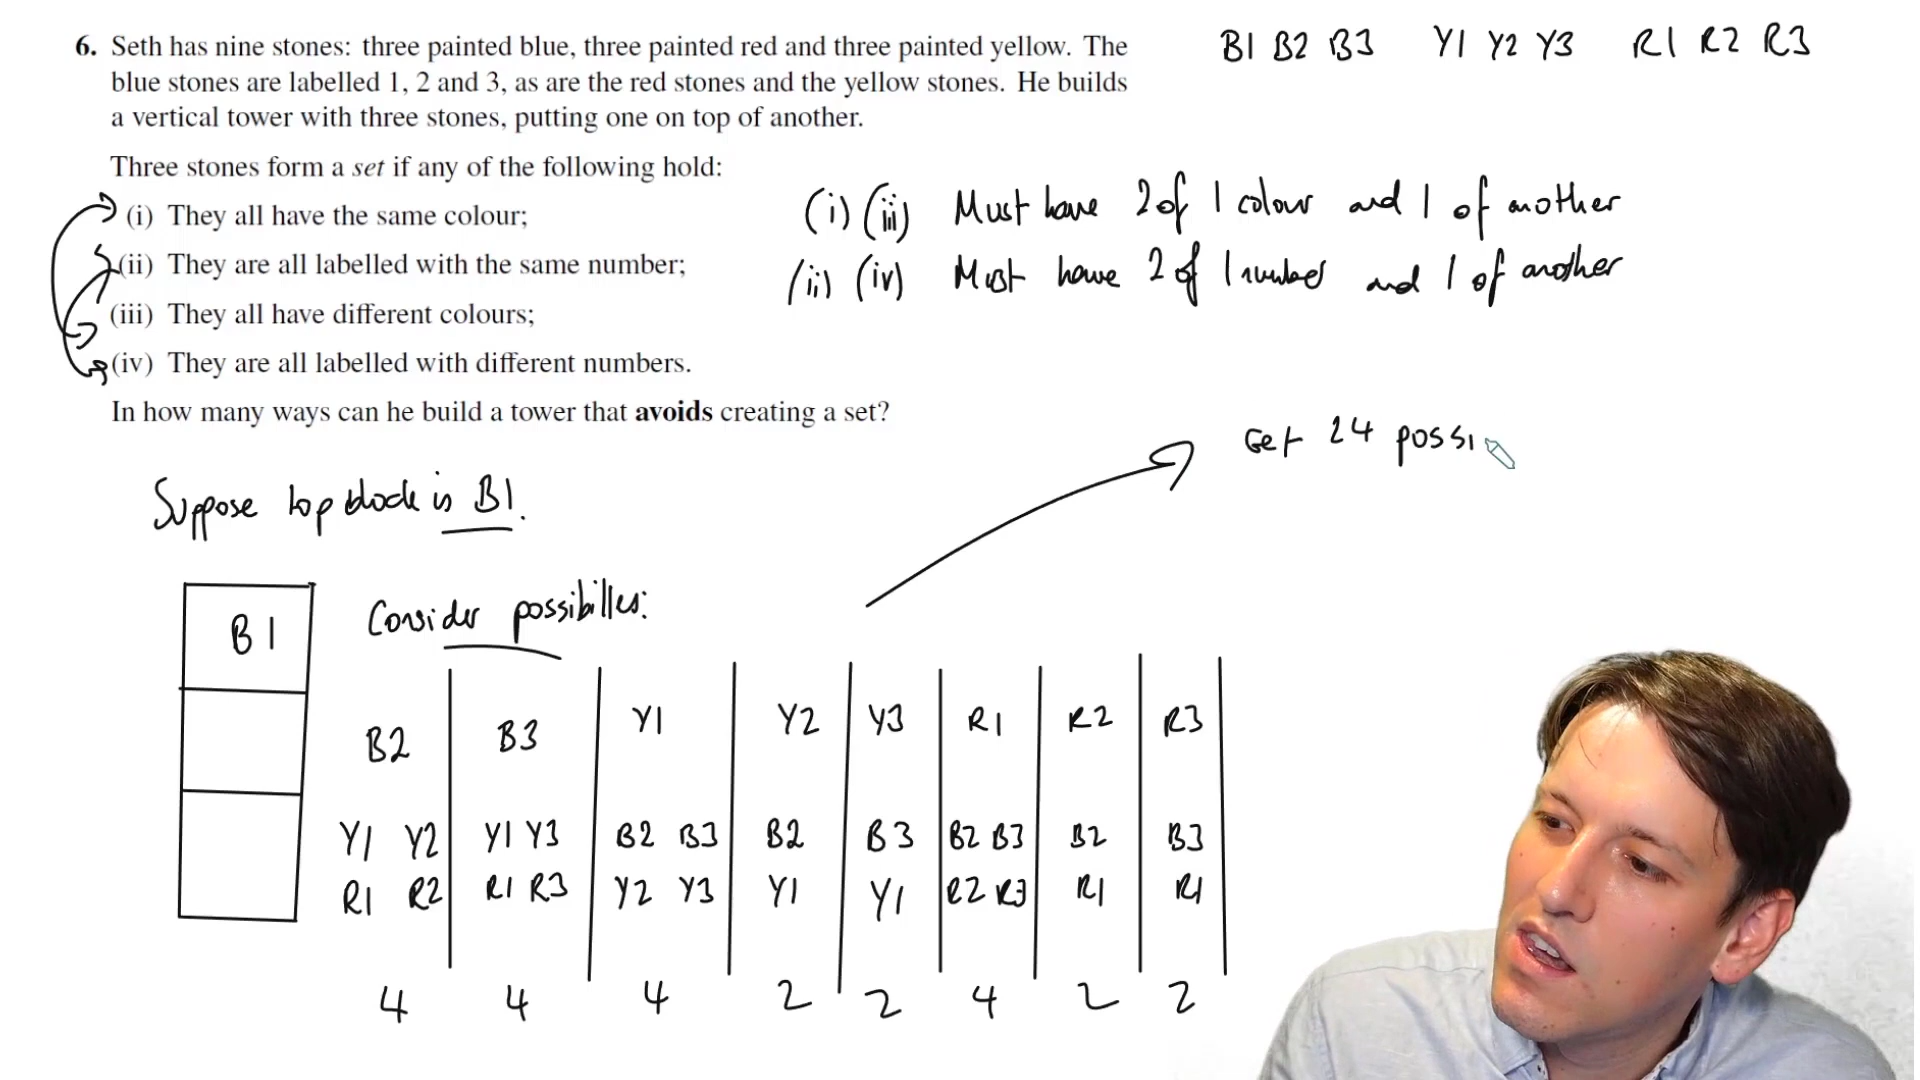 6. Seth has nine stones: three painted blue, three painted red and three painted yellow. The
blue stones are labelled 1, 2 and 3, as are the red stones and the yellow stones. He builds
a vertical tower with three stones, putting one on top of another.
B1 B2 B3 Y1 Y2 Y3 R1 R2 R3
Three stones form a set if any of the following hold:
(i) They all have the same colour;
(ii) They are all labelled with the same number;
(iii) They all have different colours;
(iv) They are all labelled with different numbers.
(i) (iii) Must have 2 of 1 colour and 1 of another
(ii) (iv) Must have 2 of 1 number and 1 of another
In how many ways can he build a tower that avoids creating a set?
Get 24 possi
Suppose top block is B1.
B1
Consider possibilles:
B2 B3 Y1 Y2 Y3 R1 R2 R3
Y1 Y2 Y1 Y3 B2 B3 B2 B3 B2 B3 B2 B3
R1 R2 R1 R3 Y2 Y3 Y1 Y1 R2 R3 R1 R1
4 4 4 2 2 4 2 2